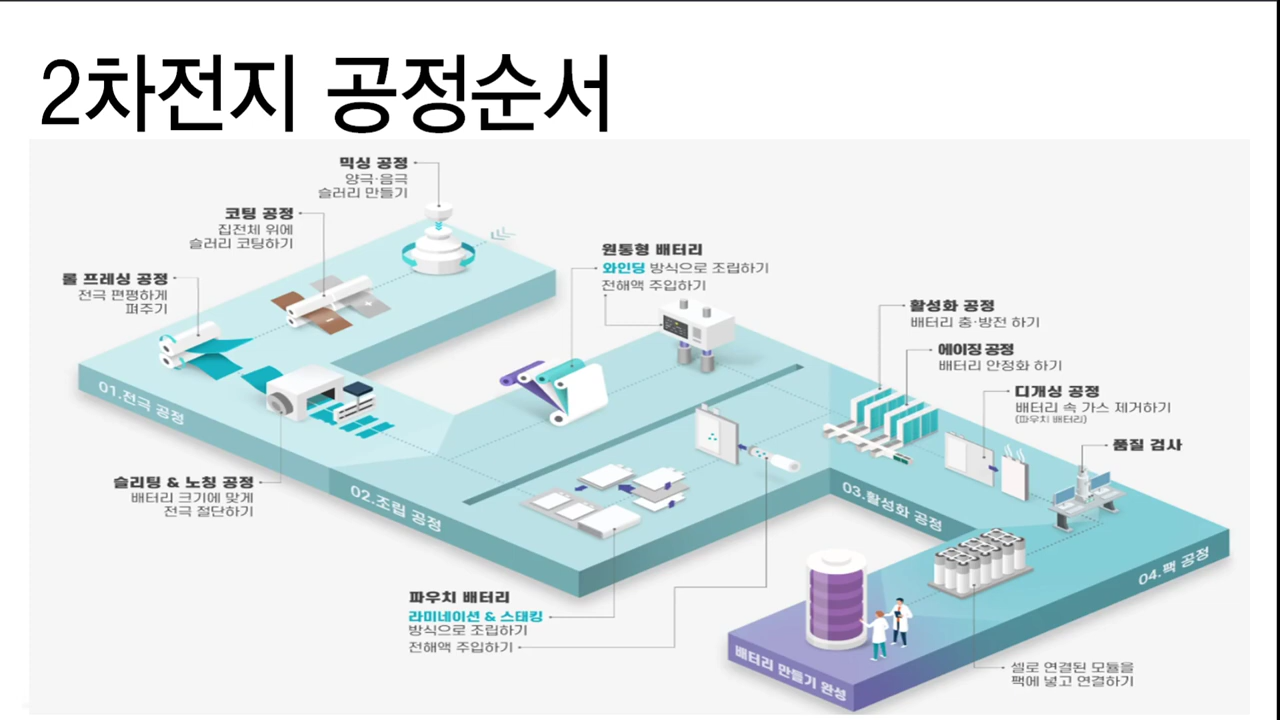 2차전지 공정순서
믹싱 공정
양극·음극
슬러리 만들기
코팅 공정
집전체 위에
슬러리 코팅하기
롤 프레싱 공정
전극 편평하게
펴주기
01.전극 공정
슬리팅 & 노칭 공정
배터리 크기에 맞게
전극 절단하기
원통형 배터리
와인딩 방식으로 조립하기
전해액 주입하기
02.조립 공정
파우치 배터리
라미네이션 & 스태킹
방식으로 조립하기
전해액 주입하기
활성화 공정
배터리 충·방전 하기
에이징 공정
배터리 안정화 하기
디개싱 공정
배터리 속 가스 제거하기
(파우치 배터리)
품질 검사
03.활성화 공정
04.팩 공정
셀로 연결된 모듈을
팩에 넣고 연결하기
배터리 만들기 완성